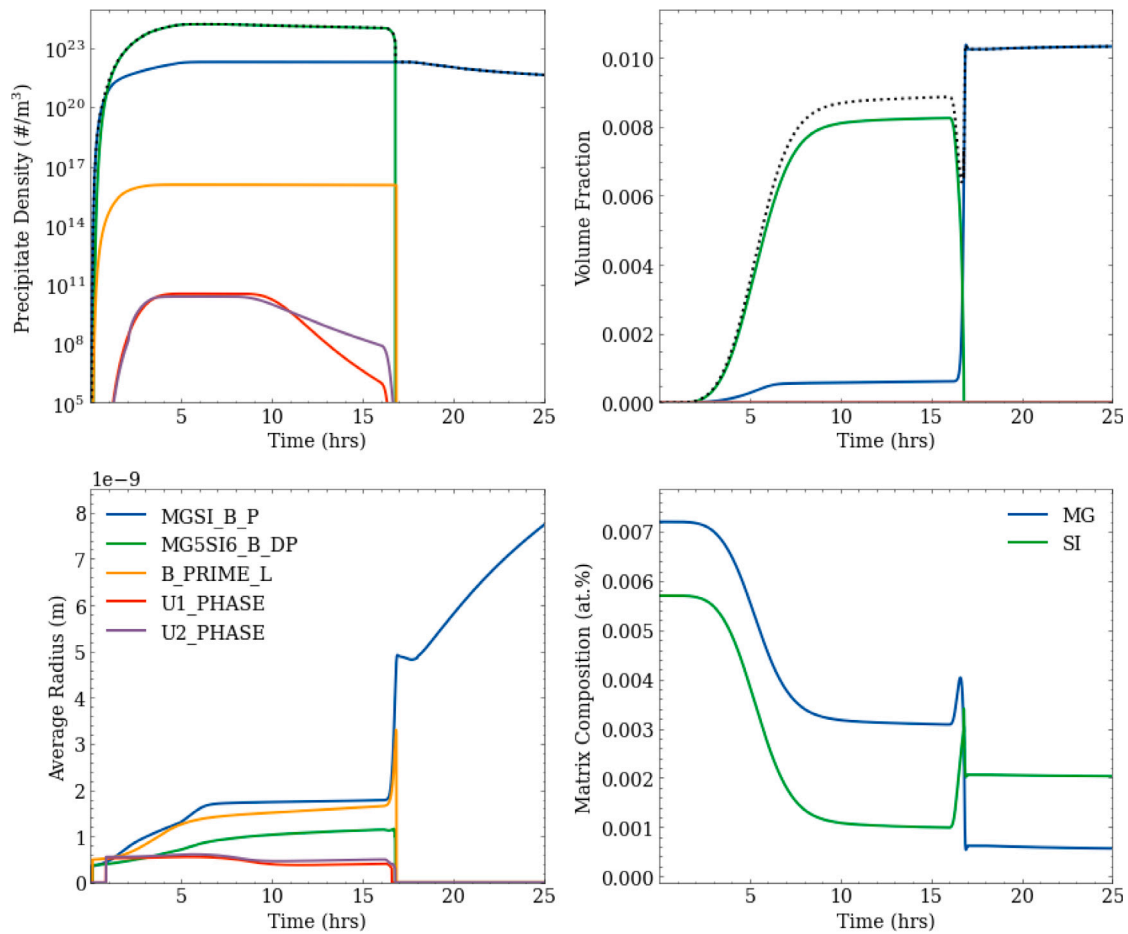 Precipitate Density (#/m³)
10²³
10²⁰
10¹⁷
10¹⁴
10¹¹
10⁸
10⁵
5 10 15 20 25
Time (hrs)
Volume Fraction
0.010
0.008
0.006
0.004
0.002
0.000
5 10 15 20 25
Time (hrs)
1e−9
Average Radius (m)
8
7
6
5
4
3
2
1
0
MGSI_B_P
MG5SI6_B_DP
B_PRIME_L
U1_PHASE
U2_PHASE
0 5 10 15 20 25
Time (hrs)
Matrix Composition (at.%)
0.007
0.006
0.005
0.004
0.003
0.002
0.001
0.000
MG
SI
5 10 15 20 25
Time (hrs)